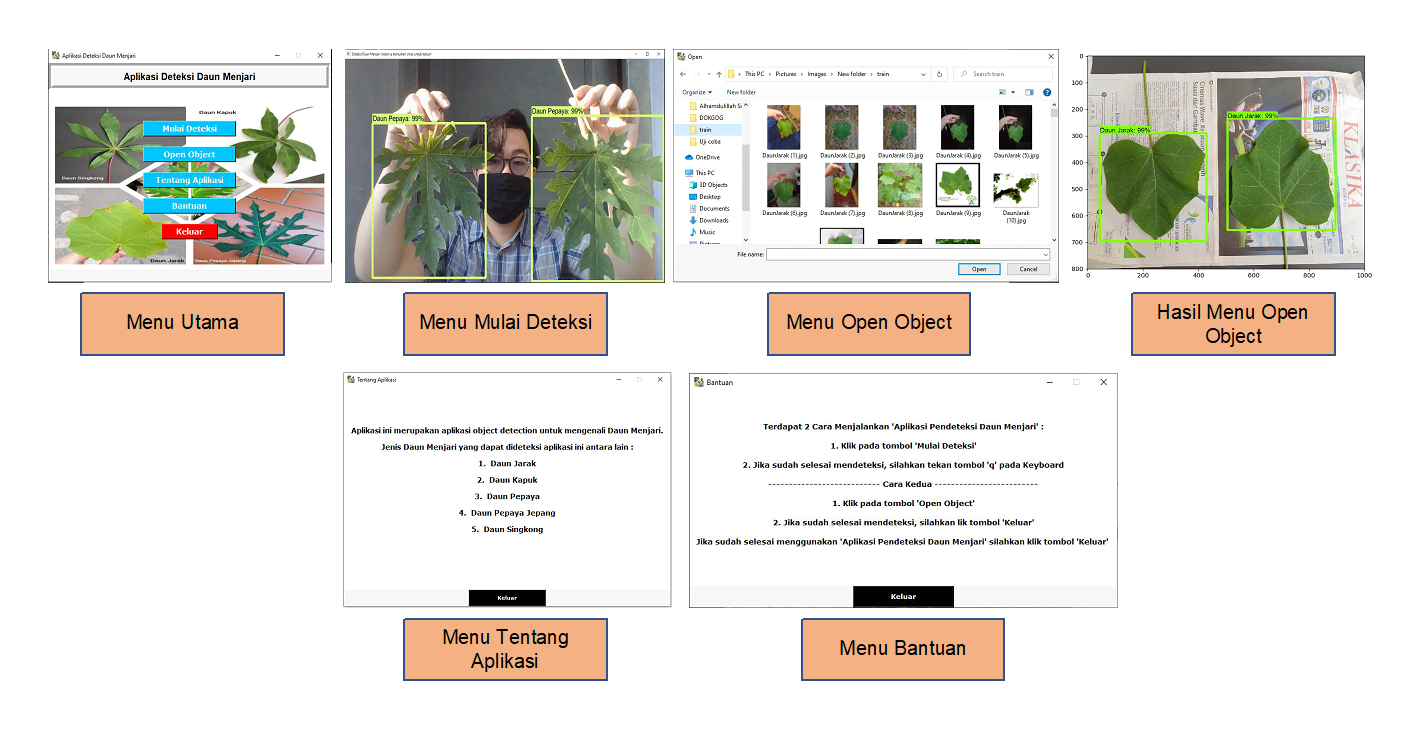 Aplikasi Deteksi Daun Menjari
Aplikasi Deteksi Daun Menjari
Daun Kapuk
Mulai Deteksi
Open Object
Tentang Aplikasi
Bantuan
Keluar
Daun Singkong
Daun Jarak
Daun Pepaya Jepang
Menu Utama
Daun Pepaya: 99%
Daun Pepaya: 99%
Menu Mulai Deteksi
Open
This PC > Pictures > Images > New folder > train
Search train
Organize
New folder
Alhamdulillah Si
DOKGOG
train
Uji coba
OneDrive
This PC
3D Objects
Desktop
Documents
Downloads
Music
Pictures
DaunJarak (1).jpg
DaunJarak (2).jpg
DaunJarak (3).jpg
DaunJarak (4).jpg
DaunJarak (5).jpg
DaunJarak (6).jpg
DaunJarak (7).jpg
DaunJarak (8).jpg
DaunJarak (9).jpg
DaunJarak
(10).jpg
File name:
Open
Cancel
Menu Open Object
0
100
200
300
400
500
600
700
800
0
200
400
600
800
1000
Daun Jarak: 99%
Daun Jarak: 99%
KLASIKA
Hasil Menu Open
Object
Tentang Aplikasi
Aplikasi ini merupakan aplikasi object detection untuk mengenali Daun Menjari.
Jenis Daun Menjari yang dapat dideteksi aplikasi ini antara lain :
1. Daun Jarak
2. Daun Kapuk
3. Daun Pepaya
4. Daun Pepaya Jepang
5. Daun Singkong
Keluar
Menu Tentang
Aplikasi
Bantuan
Terdapat 2 Cara Menjalankan 'Aplikasi Pendeteksi Daun Menjari' :
1. Klik pada tombol 'Mulai Deteksi'
2. Jika sudah selesai mendeteksi, silahkan tekan tombol 'q' pada Keyboard
--------------------------- Cara Kedua -------------------------
1. Klik pada tombol 'Open Object'
2. Jika sudah selesai mendeteksi, silahkan lik tombol 'Keluar'
Jika sudah selesai menggunakan 'Aplikasi Pendeteksi Daun Menjari' silahkan klik tombol 'Keluar'
Keluar
Menu Bantuan